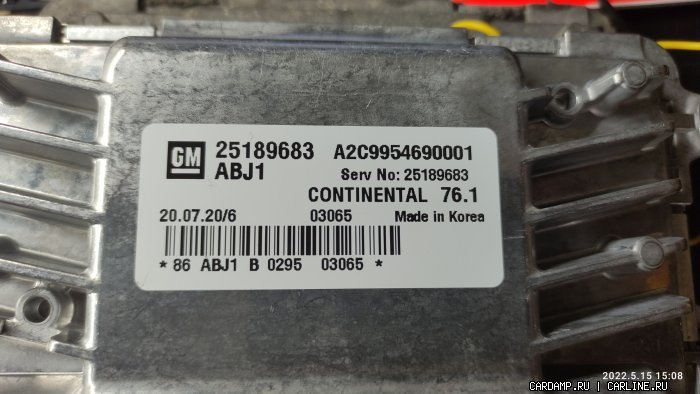 GM 25189683 A2C9954690001
ABJ1 Serv No: 25189683
CONTINENTAL 76.1
20.07.20/6 03065 Made in Korea
* 86 ABJ1 B 0295 03065 *
2022.5.15 15:08
CARDAMP.RU | CARLINE.RU